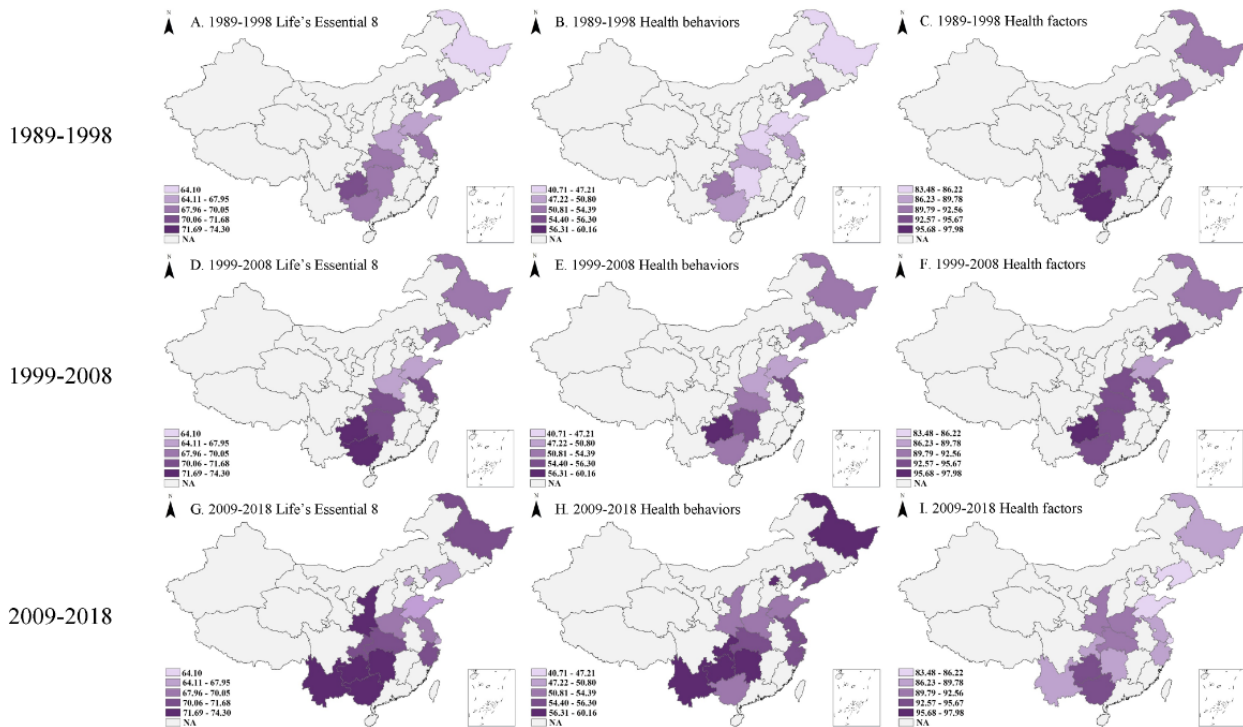 N
A. 1989-1998 Life's Essential 8
64.10
64.11 - 67.95
67.96 - 70.05
70.06 - 71.68
71.69 - 74.30
NA
N
B. 1989-1998 Health behaviors
40.71 - 47.21
47.22 - 50.80
50.81 - 54.39
54.40 - 56.30
56.31 - 60.16
NA
N
C. 1989-1998 Health factors
83.48 - 86.22
86.23 - 89.78
89.79 - 92.56
92.57 - 95.67
95.68 - 97.98
NA
1989-1998
N
D. 1999-2008 Life's Essential 8
64.10
64.11 - 67.95
67.96 - 70.05
70.06 - 71.68
71.69 - 74.30
NA
N
E. 1999-2008 Health behaviors
40.71 - 47.21
47.22 - 50.80
50.81 - 54.39
54.40 - 56.30
56.31 - 60.16
NA
N
F. 1999-2008 Health factors
83.48 - 86.22
86.23 - 89.78
89.79 - 92.56
92.57 - 95.67
95.68 - 97.98
NA
1999-2008
N
G. 2009-2018 Life's Essential 8
64.10
64.11 - 67.95
67.96 - 70.05
70.06 - 71.68
71.69 - 74.30
NA
N
H. 2009-2018 Health behaviors
40.71 - 47.21
47.22 - 50.80
50.81 - 54.39
54.40 - 56.30
56.31 - 60.16
NA
N
I. 2009-2018 Health factors
83.48 - 86.22
86.23 - 89.78
89.79 - 92.56
92.57 - 95.67
95.68 - 97.98
NA
2009-2018